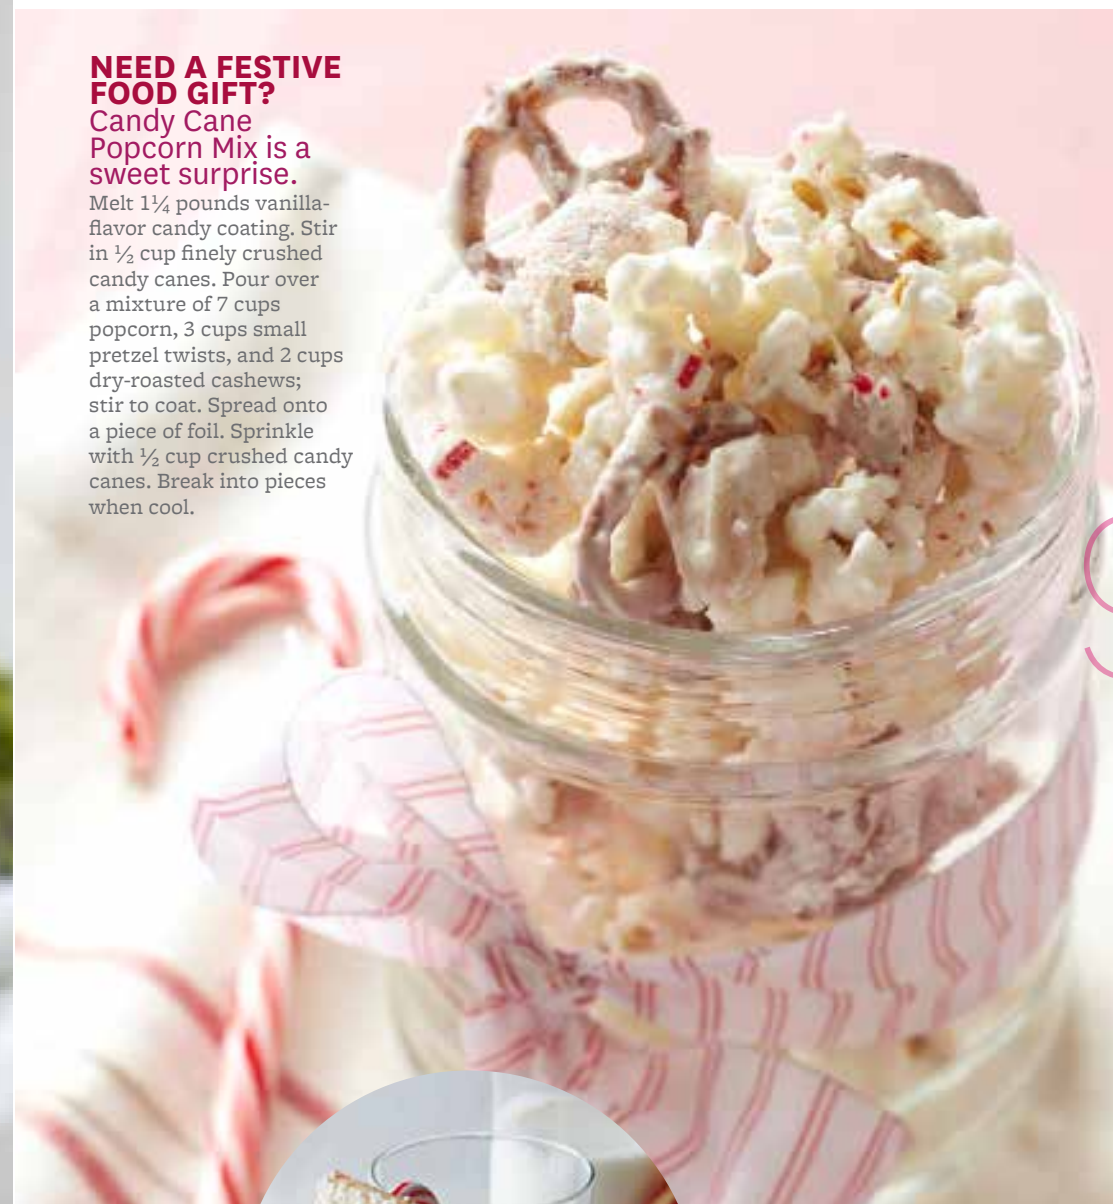 NEED A FESTIVE
FOOD GIFT?
Candy Cane
Popcorn Mix is a
sweet surprise.
Melt 1¼ pounds vanilla-
flavor candy coating. Stir
in ½ cup finely crushed
candy canes. Pour over
a mixture of 7 cups
popcorn, 3 cups small
pretzel twists, and 2 cups
dry-roasted cashews;
stir to coat. Spread onto
a piece of foil. Sprinkle
with ½ cup crushed candy
canes. Break into pieces
when cool.